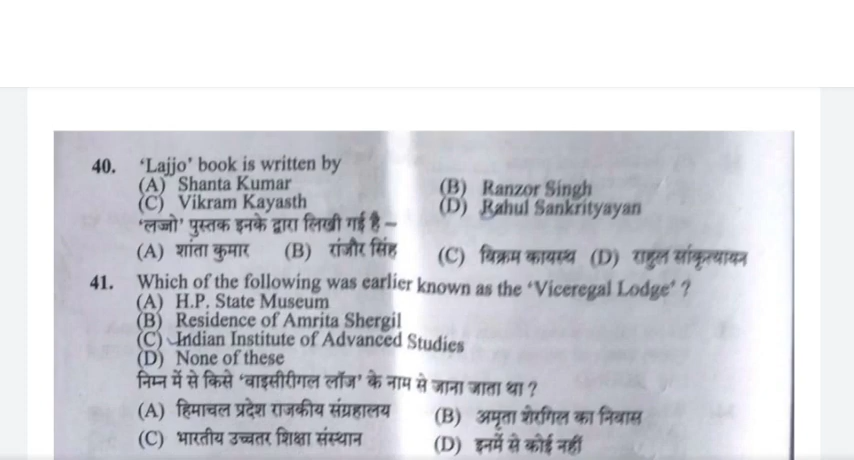 40. 'Lajjo' book is written by
(A) Shanta Kumar (B) Ranzor Singh
(C) Vikram Kayasth (D) Rahul Sankrityayan
'लज्जो' पुस्तक इनके द्वारा लिखी गई है –
(A) शांता कुमार (B) रांजौर सिंह (C) विक्रम कायस्थ (D) राहुल सांकृत्यायन
41. Which of the following was earlier known as the 'Viceregal Lodge' ?
(A) H.P. State Museum
(B) Residence of Amrita Shergil
(C) Indian Institute of Advanced Studies
(D) None of these
निम्न में से किसे 'वाइसीरीगल लॉज' के नाम से जाना जाता था ?
(A) हिमाचल प्रदेश राजकीय संग्रहालय (B) अमृता शेरगिल का निवास
(C) भारतीय उच्चतर शिक्षा संस्थान (D) इनमें से कोई नहीं